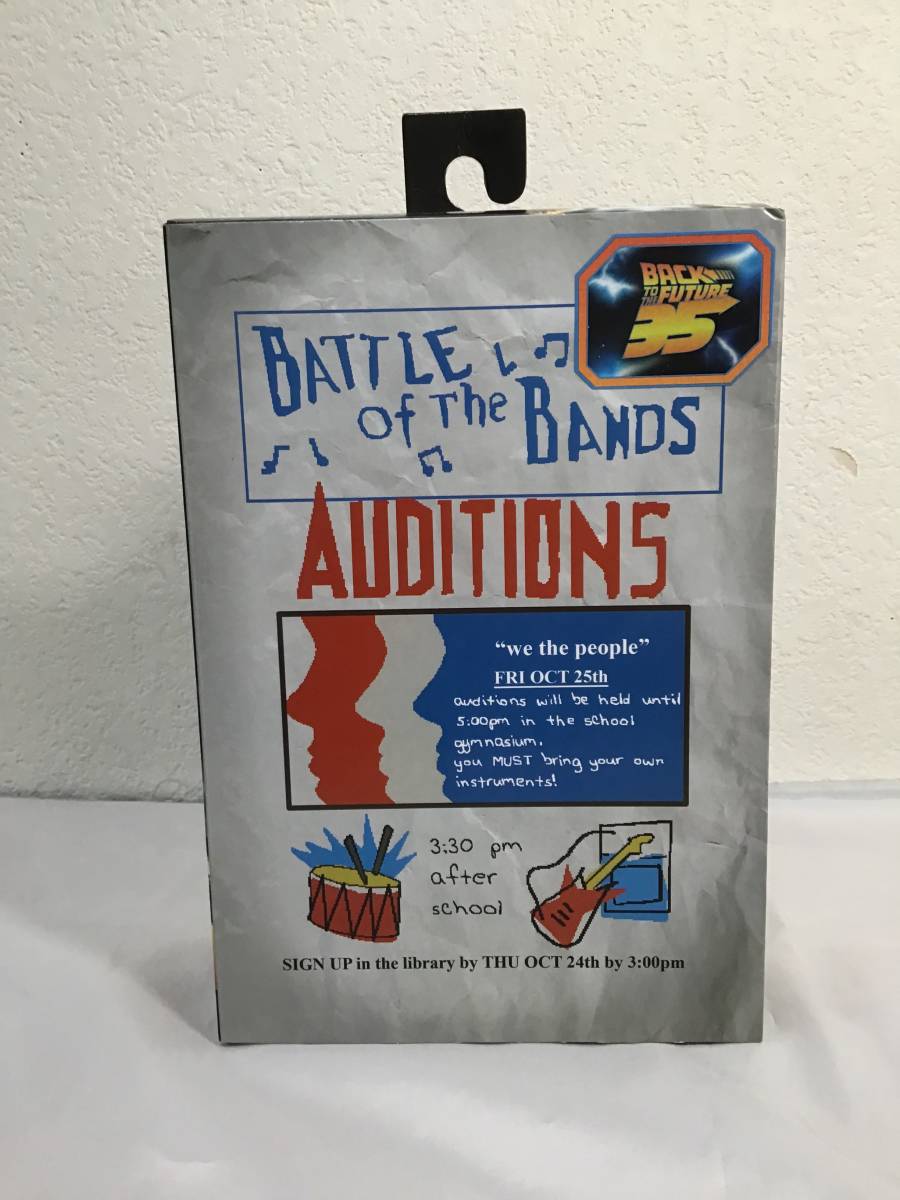 BACK
TO THE FUTURE
35
BATTLE
of The BANDS
AUDITIONS
“we the people”
FRI OCT 25th
auditions will be held until
5:00pm in the school
gymnasium.
you MUST bring your own
instruments!
3:30 pm
after
school
SIGN UP in the library by THU OCT 24th by 3:00pm